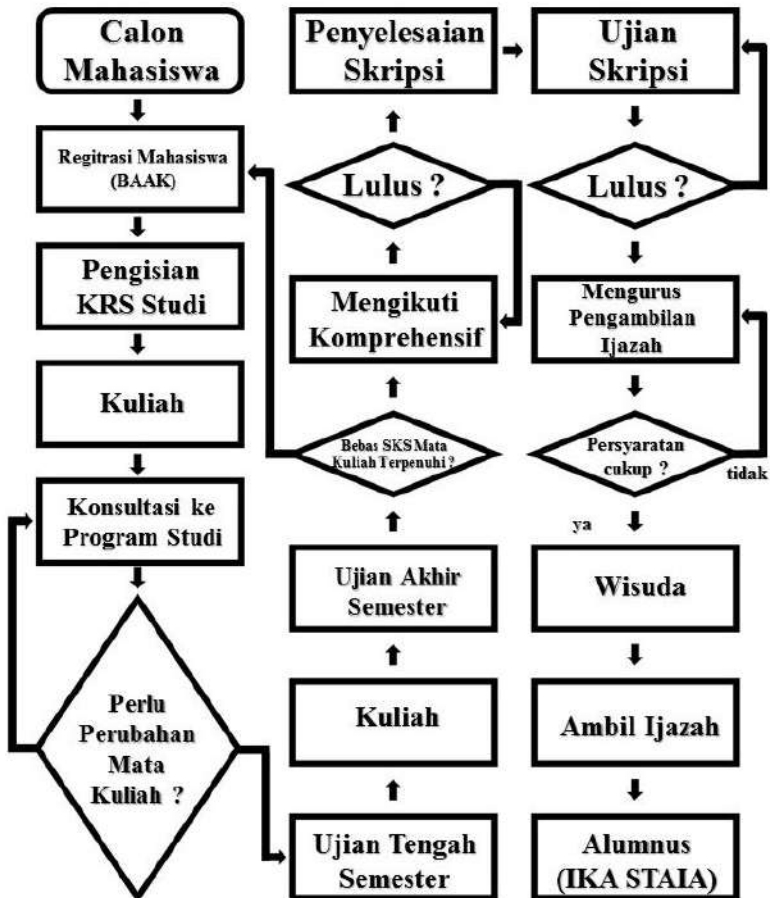 Calon
Mahasiswa
Regitrasi Mahasiswa
(BAAK)
Pengisian
KRS Studi
Kuliah
Konsultasi ke
Program Studi
Perlu
Perubahan
Mata
Kuliah ?
Ujian Tengah
Semester
Kuliah
Ujian Akhir
Semester
Bebas SKS Mata
Kuliah Terpenuhi ?
Mengikuti
Komprehensif
Lulus ?
Penyelesaian
Skripsi
Ujian
Skripsi
Lulus ?
Mengurus
Pengambilan
Ijazah
Persyaratan
cukup ?
tidak
ya
Wisuda
Ambil Ijazah
Alumnus
(IKA STAIA)